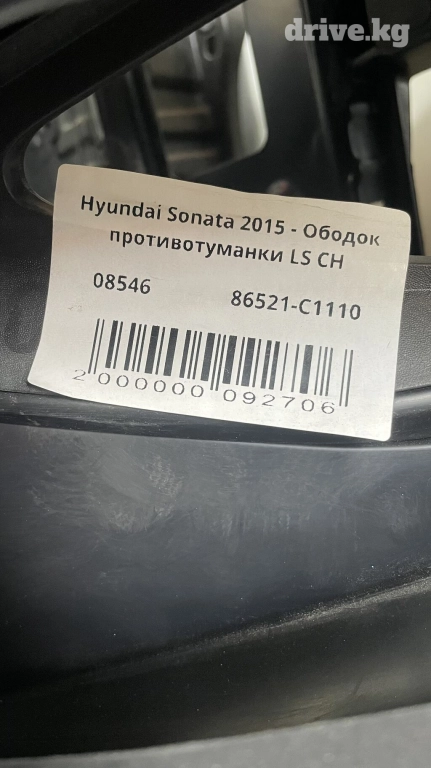 drive.kg
Hyundai Sonata 2015 - Ободок
противотуманки LS CH
08546 86521-C1110
2 000000 092706